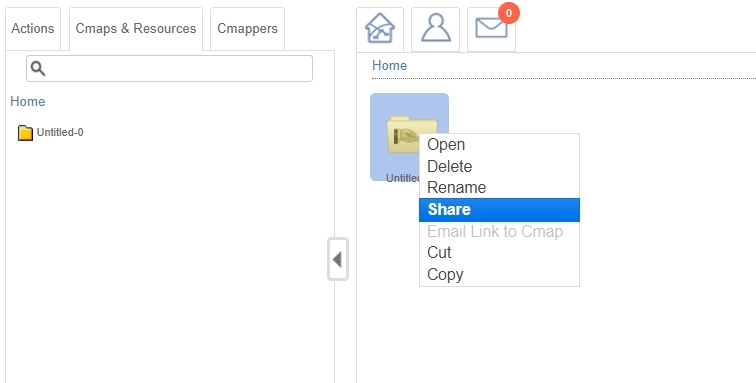 Actions
Cmaps & Resources
Cmappers
0
Home
Home
Untitled-0
Open
Delete
Rename
Share
Email Link to Cmap
Cut
Copy